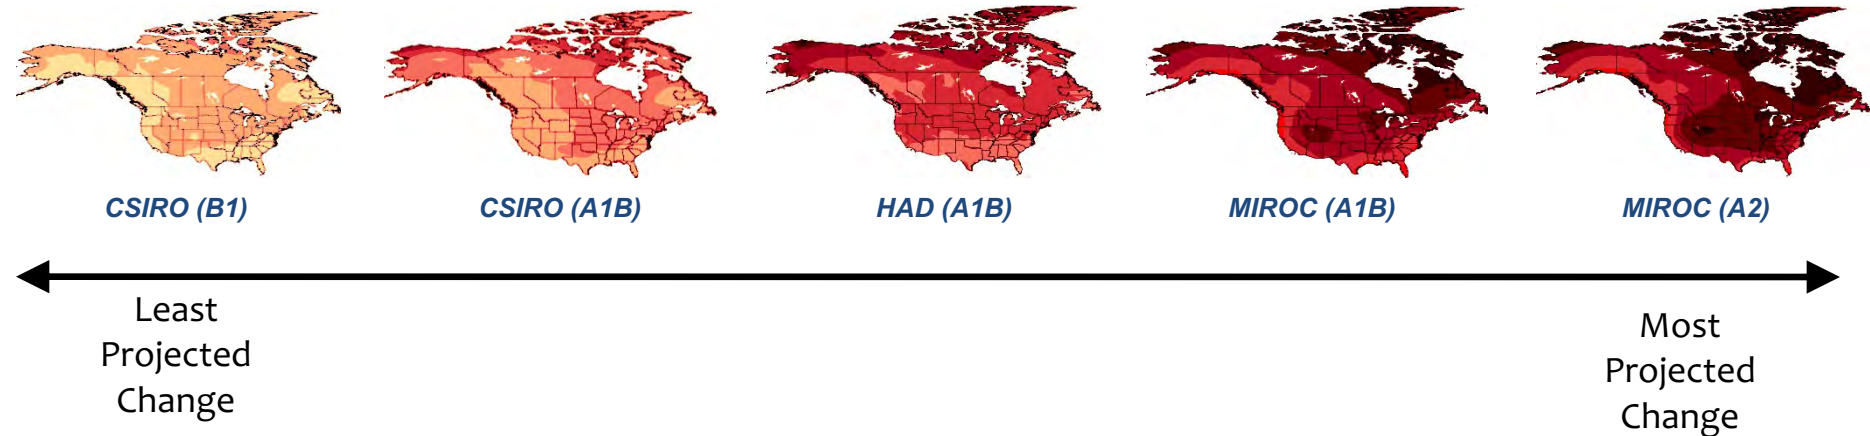 CSIRO (B1)
CSIRO (A1B)
HAD (A1B)
MIROC (A1B)
MIROC (A2)
Least
Projected
Change
Most
Projected
Change